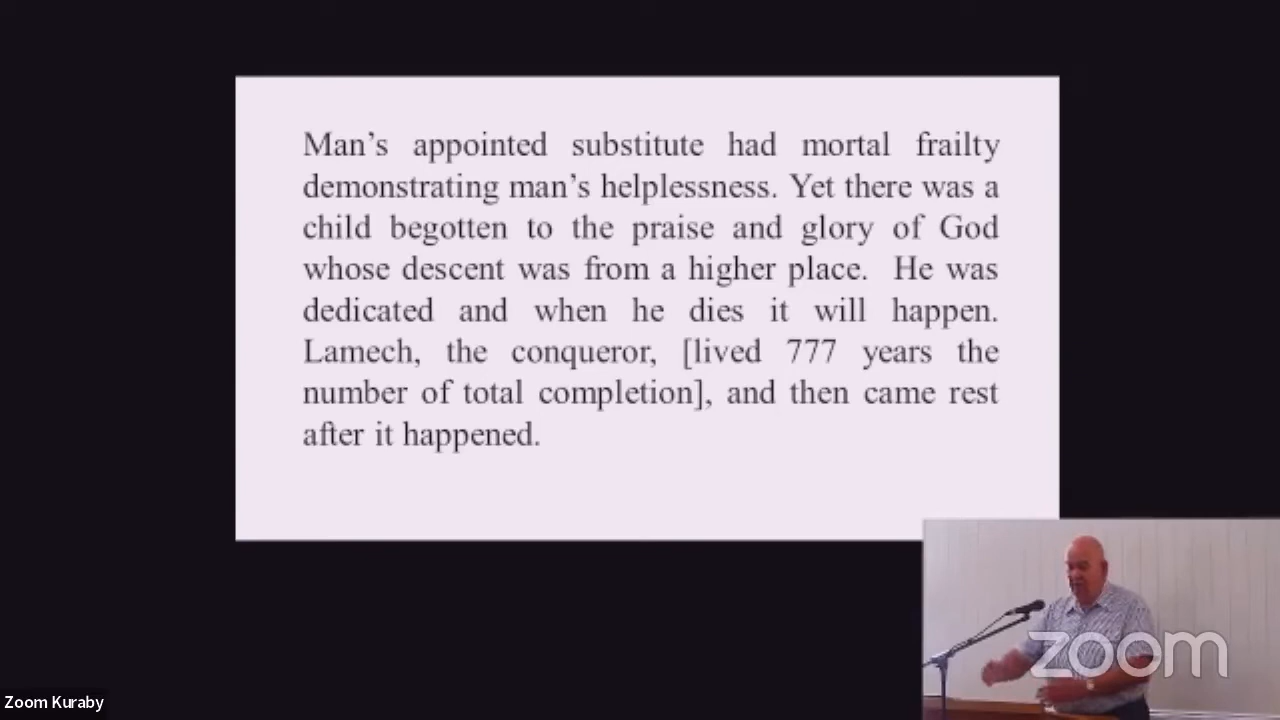 Man’s appointed substitute had mortal frailty
demonstrating man’s helplessness. Yet there was a
child begotten to the praise and glory of God
whose descent was from a higher place. He was
dedicated and when he dies it will happen.
Lamech, the conqueror, [lived 777 years the
number of total completion], and then came rest
after it happened.
zoom
Zoom Kuraby